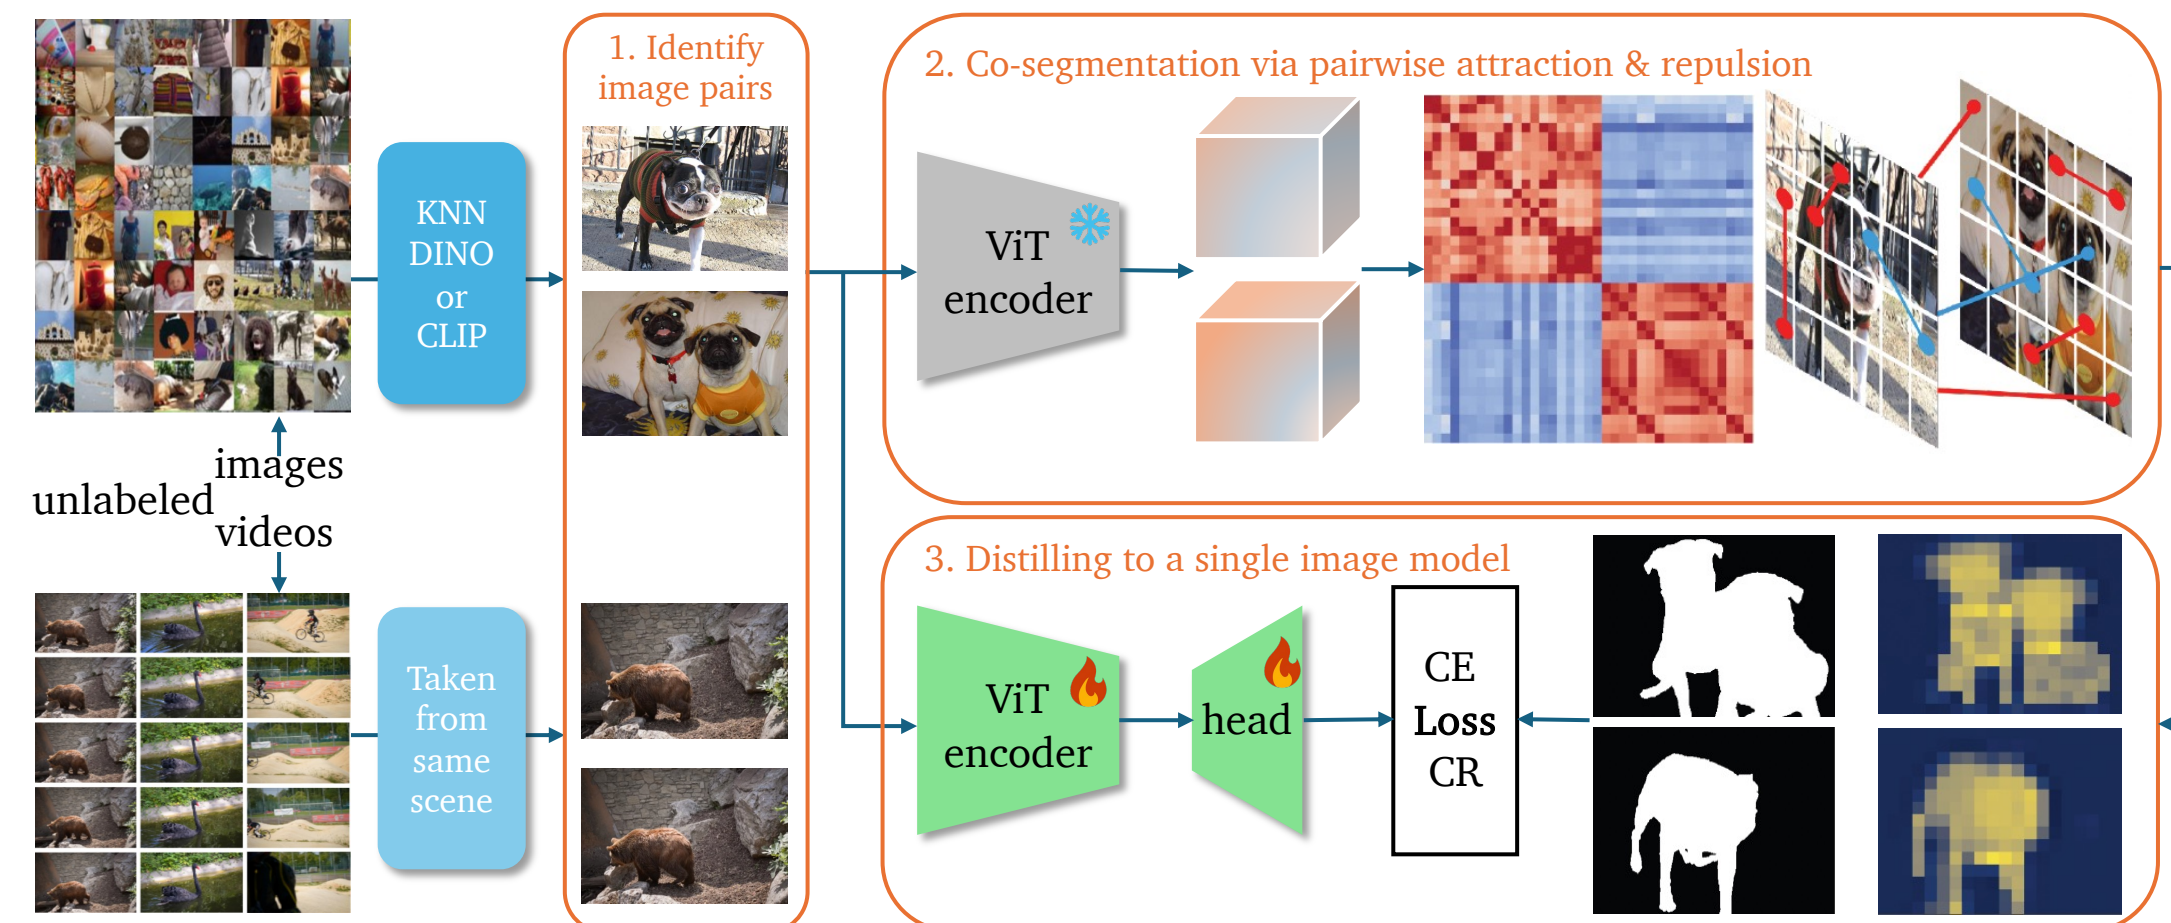 1. Identify
image pairs
2. Co-segmentation via pairwise attraction & repulsion
KNN
DINO
or
CLIP
ViT
encoder
images
unlabeled
videos
3. Distilling to a single image model
Taken
from
same
scene
ViT
encoder
head
CE
Loss
CR